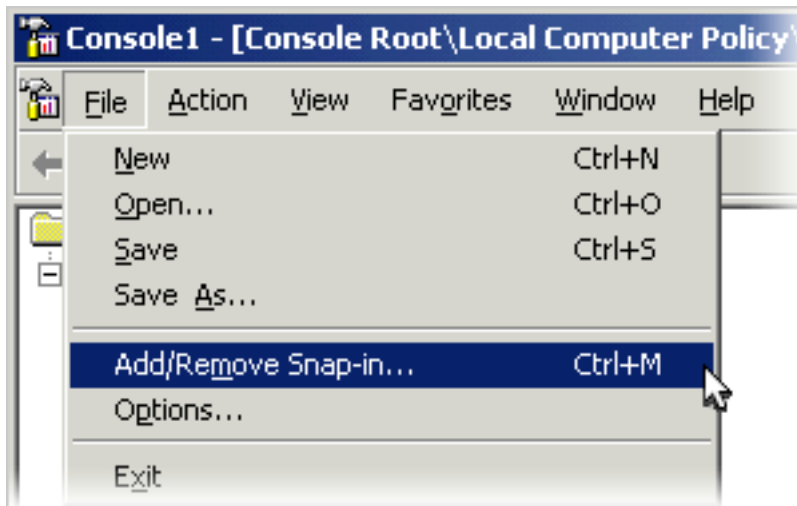 Console1 - [Console Root\Local Computer Policy\
File Action View Favorites Window Help
New Ctrl+N
Open... Ctrl+O
Save Ctrl+S
Save As...
Add/Remove Snap-in... Ctrl+M
Options...
Exit